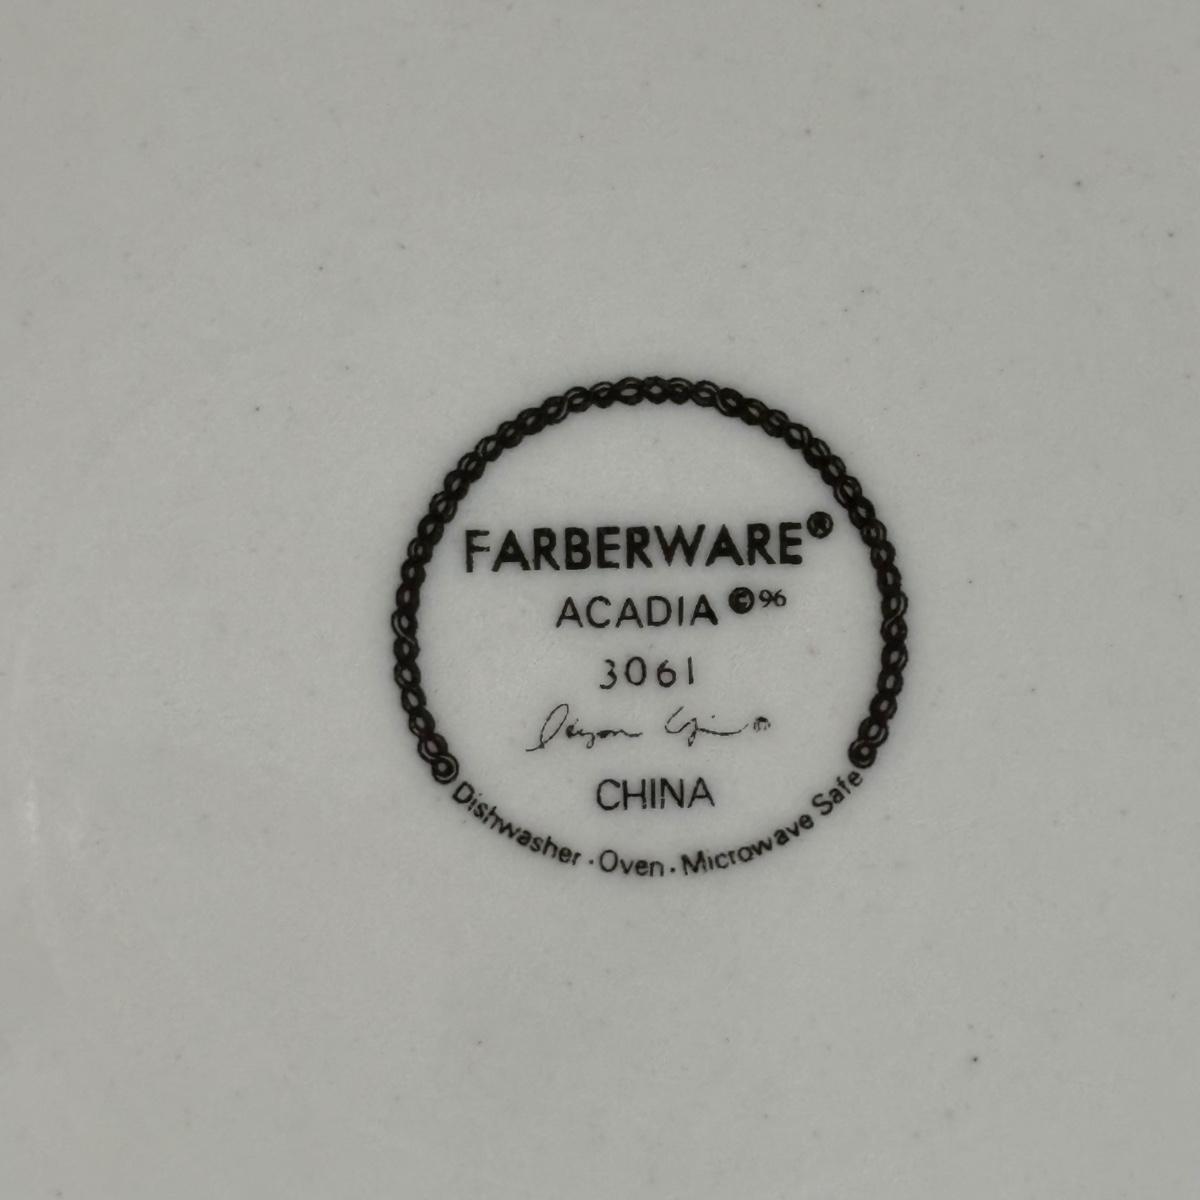 FARBERWARE®
ACADIA © 96
3061
CHINA
Dishwasher · Oven · Microwave Safe